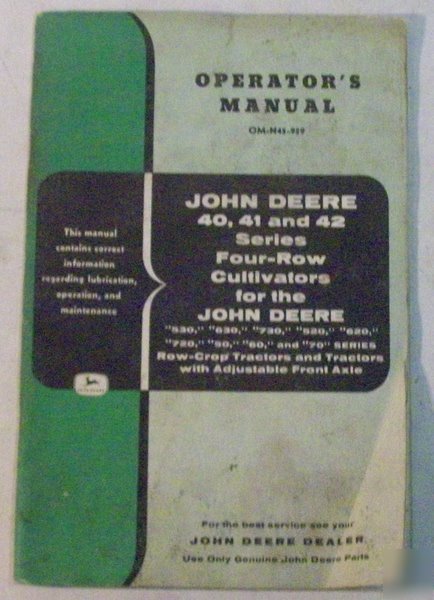 OPERATOR'S
MANUAL
OM-N45-959
This manual
contains correct
information
regarding lubrication,
operation, and
maintenance
JOHN DEERE
40, 41 and 42
Series
Four-Row
Cultivators
for the
JOHN DEERE
"530," "630," "730," "520," "620,"
"720," "50," "60," and "70" SERIES
Row-Crop Tractors and Tractors
with Adjustable Front Axle
For the best service see your
JOHN DEERE DEALER
Use Only Genuine John Deere Parts